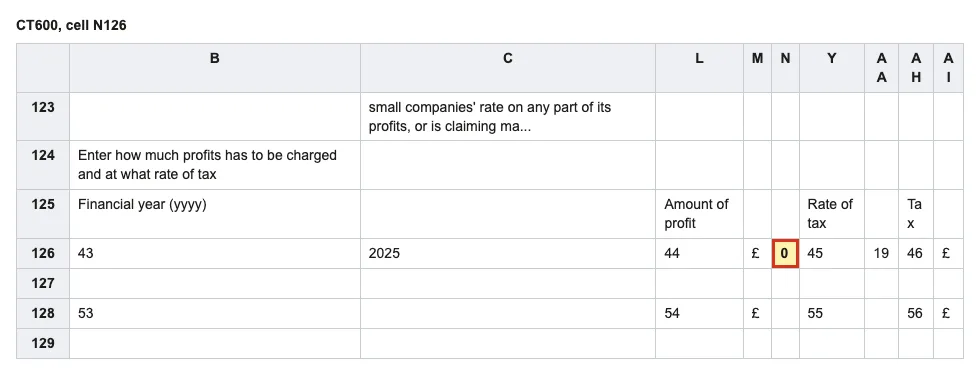 CT600, cell N126
B C L M N Y A A A
A H I
123 small companies' rate on any part of its
profits, or is claiming ma...
124 Enter how much profits has to be charged
and at what rate of tax
125 Financial year (yyyy) Amount of Rate of Ta
profit tax x
126 43 2025 44 £ 0 45 19 46 £
127
128 53 54 £ 55 56 £
129